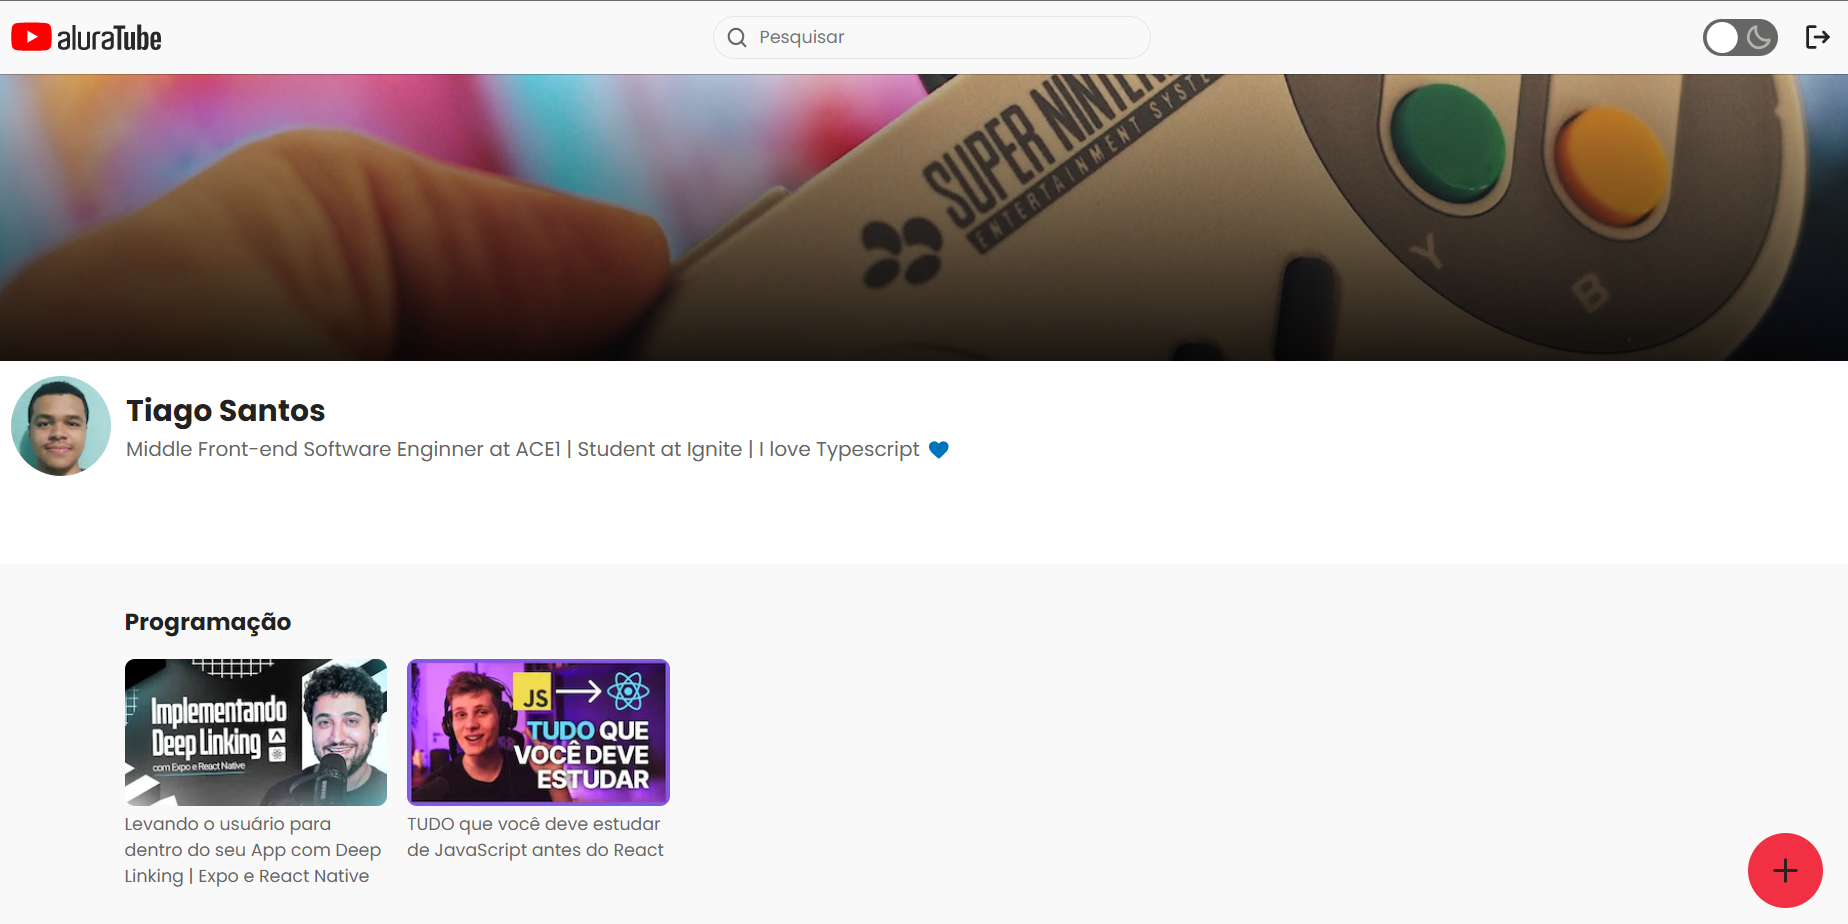 aluraTube
Pesquisar
SUPER NINTEN
ENTERTAINMENT SYSTE
Y
B
Tiago Santos
Middle Front-end Software Enginner at ACE1 | Student at Ignite | I love Typescript 💙
Programação
Implementando
Deep Linking
com Expo e React Native
JS
TUDO QUE
VOCÊ DEVE
ESTUDAR
Levando o usuário para
dentro do seu App com Deep
Linking | Expo e React Native
TUDO que você deve estudar
de JavaScript antes do React